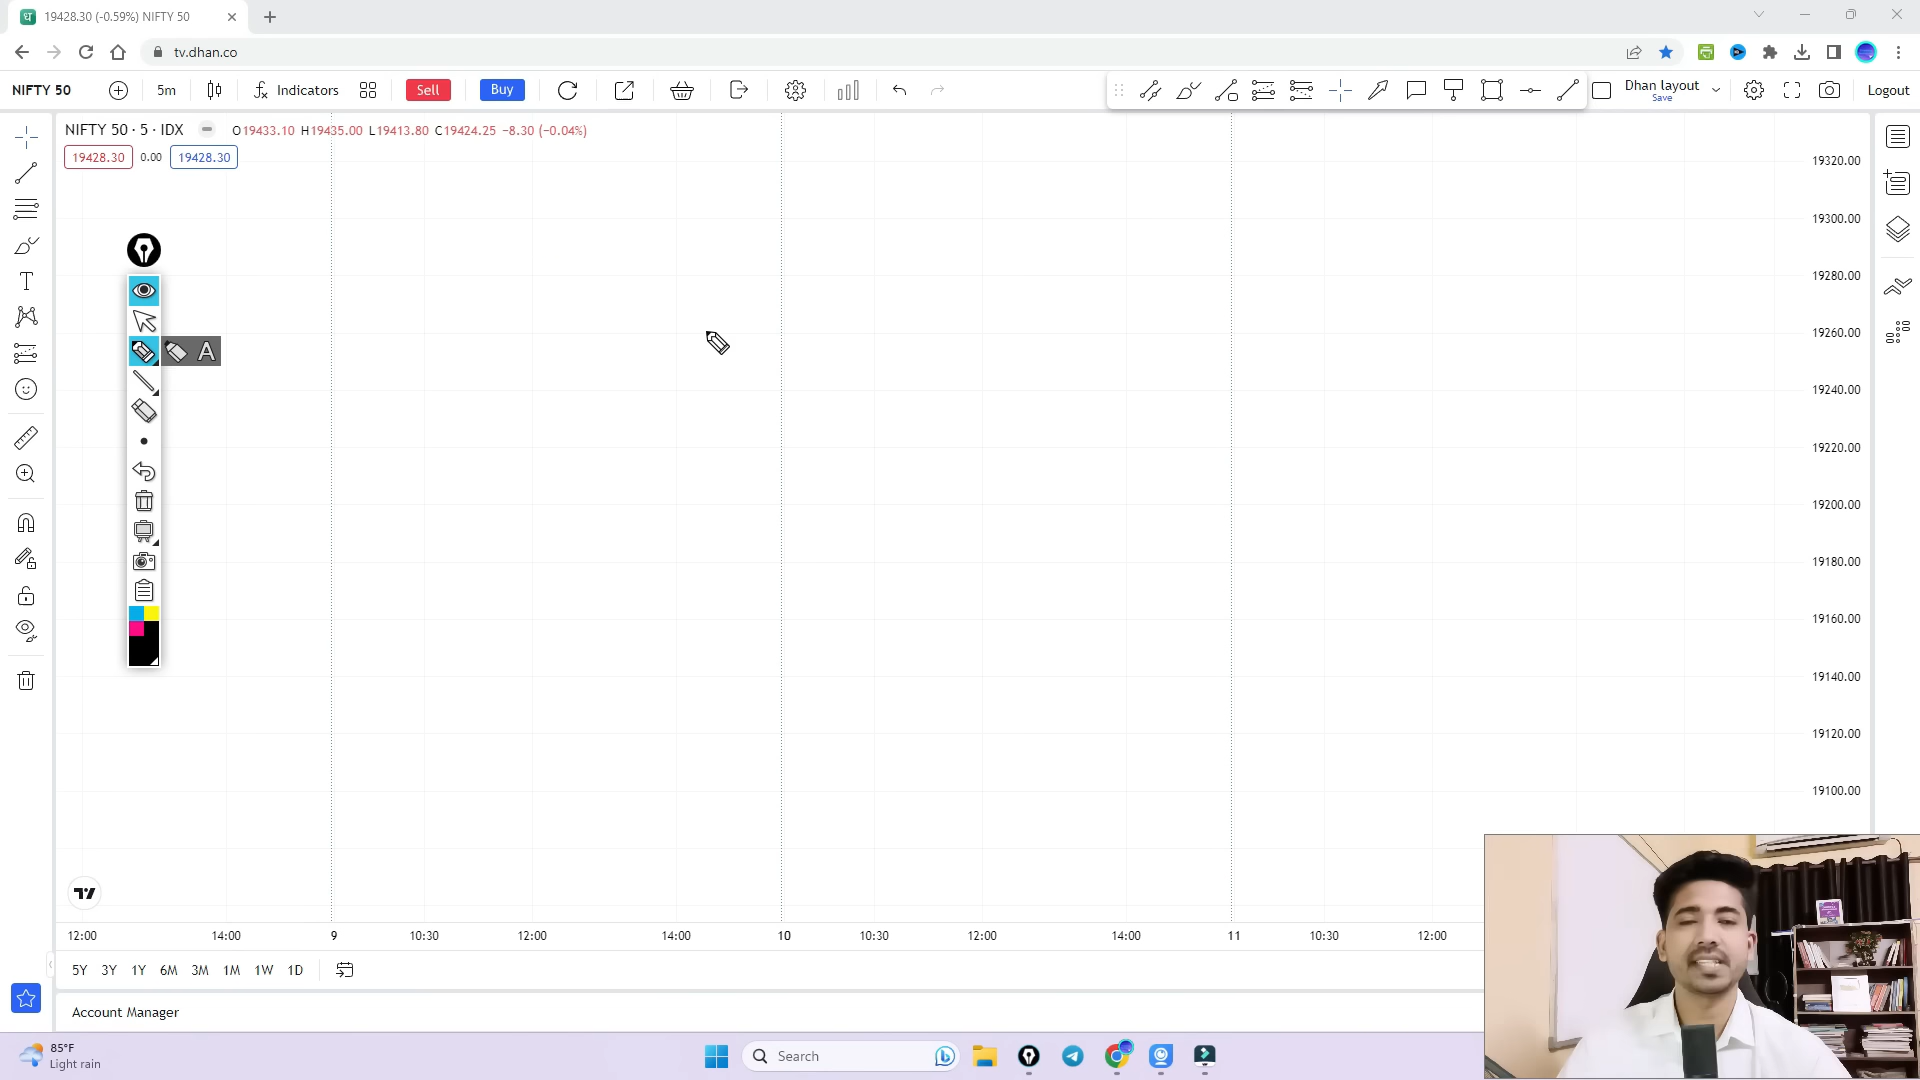 19428.30 (-0.59%) NIFTY 50
tv.dhan.co
NIFTY 50 5m Indicators Sell Buy Dhan layout Save Logout
NIFTY 50 · 5 · IDX O19433.10 H19435.00 L19413.80 C19424.25 −8.30 (−0.04%)
19428.30 0.00 19428.30
A
19320.00
19300.00
19280.00
19260.00
19240.00
19220.00
19200.00
19180.00
19160.00
19140.00
19120.00
19100.00
12:00 14:00 9 10:30 12:00 14:00 10 10:30 12:00 14:00 11 10:30 12:00
5Y 3Y 1Y 6M 3M 1M 1W 1D
Account Manager
85°F
Light rain
Search